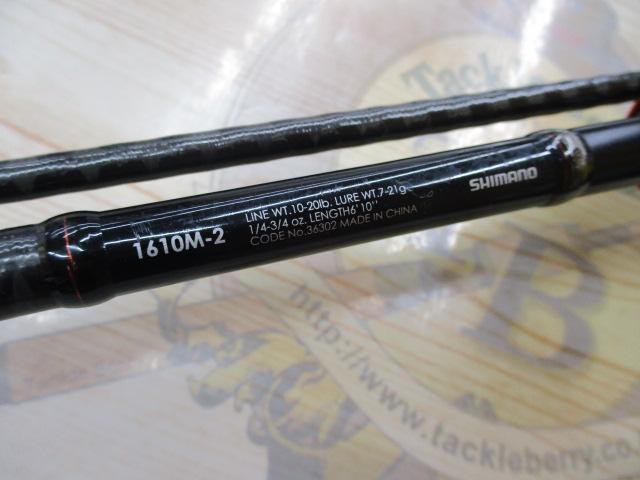 Tackle
1610M-2
LINE WT.10-20lb. LURE WT.7-21g
1/4-3/4 oz. LENGTH6'10"
CODE No.36302 MADE IN CHINA
SHIMANO
B
http://www.tackleberry.co.